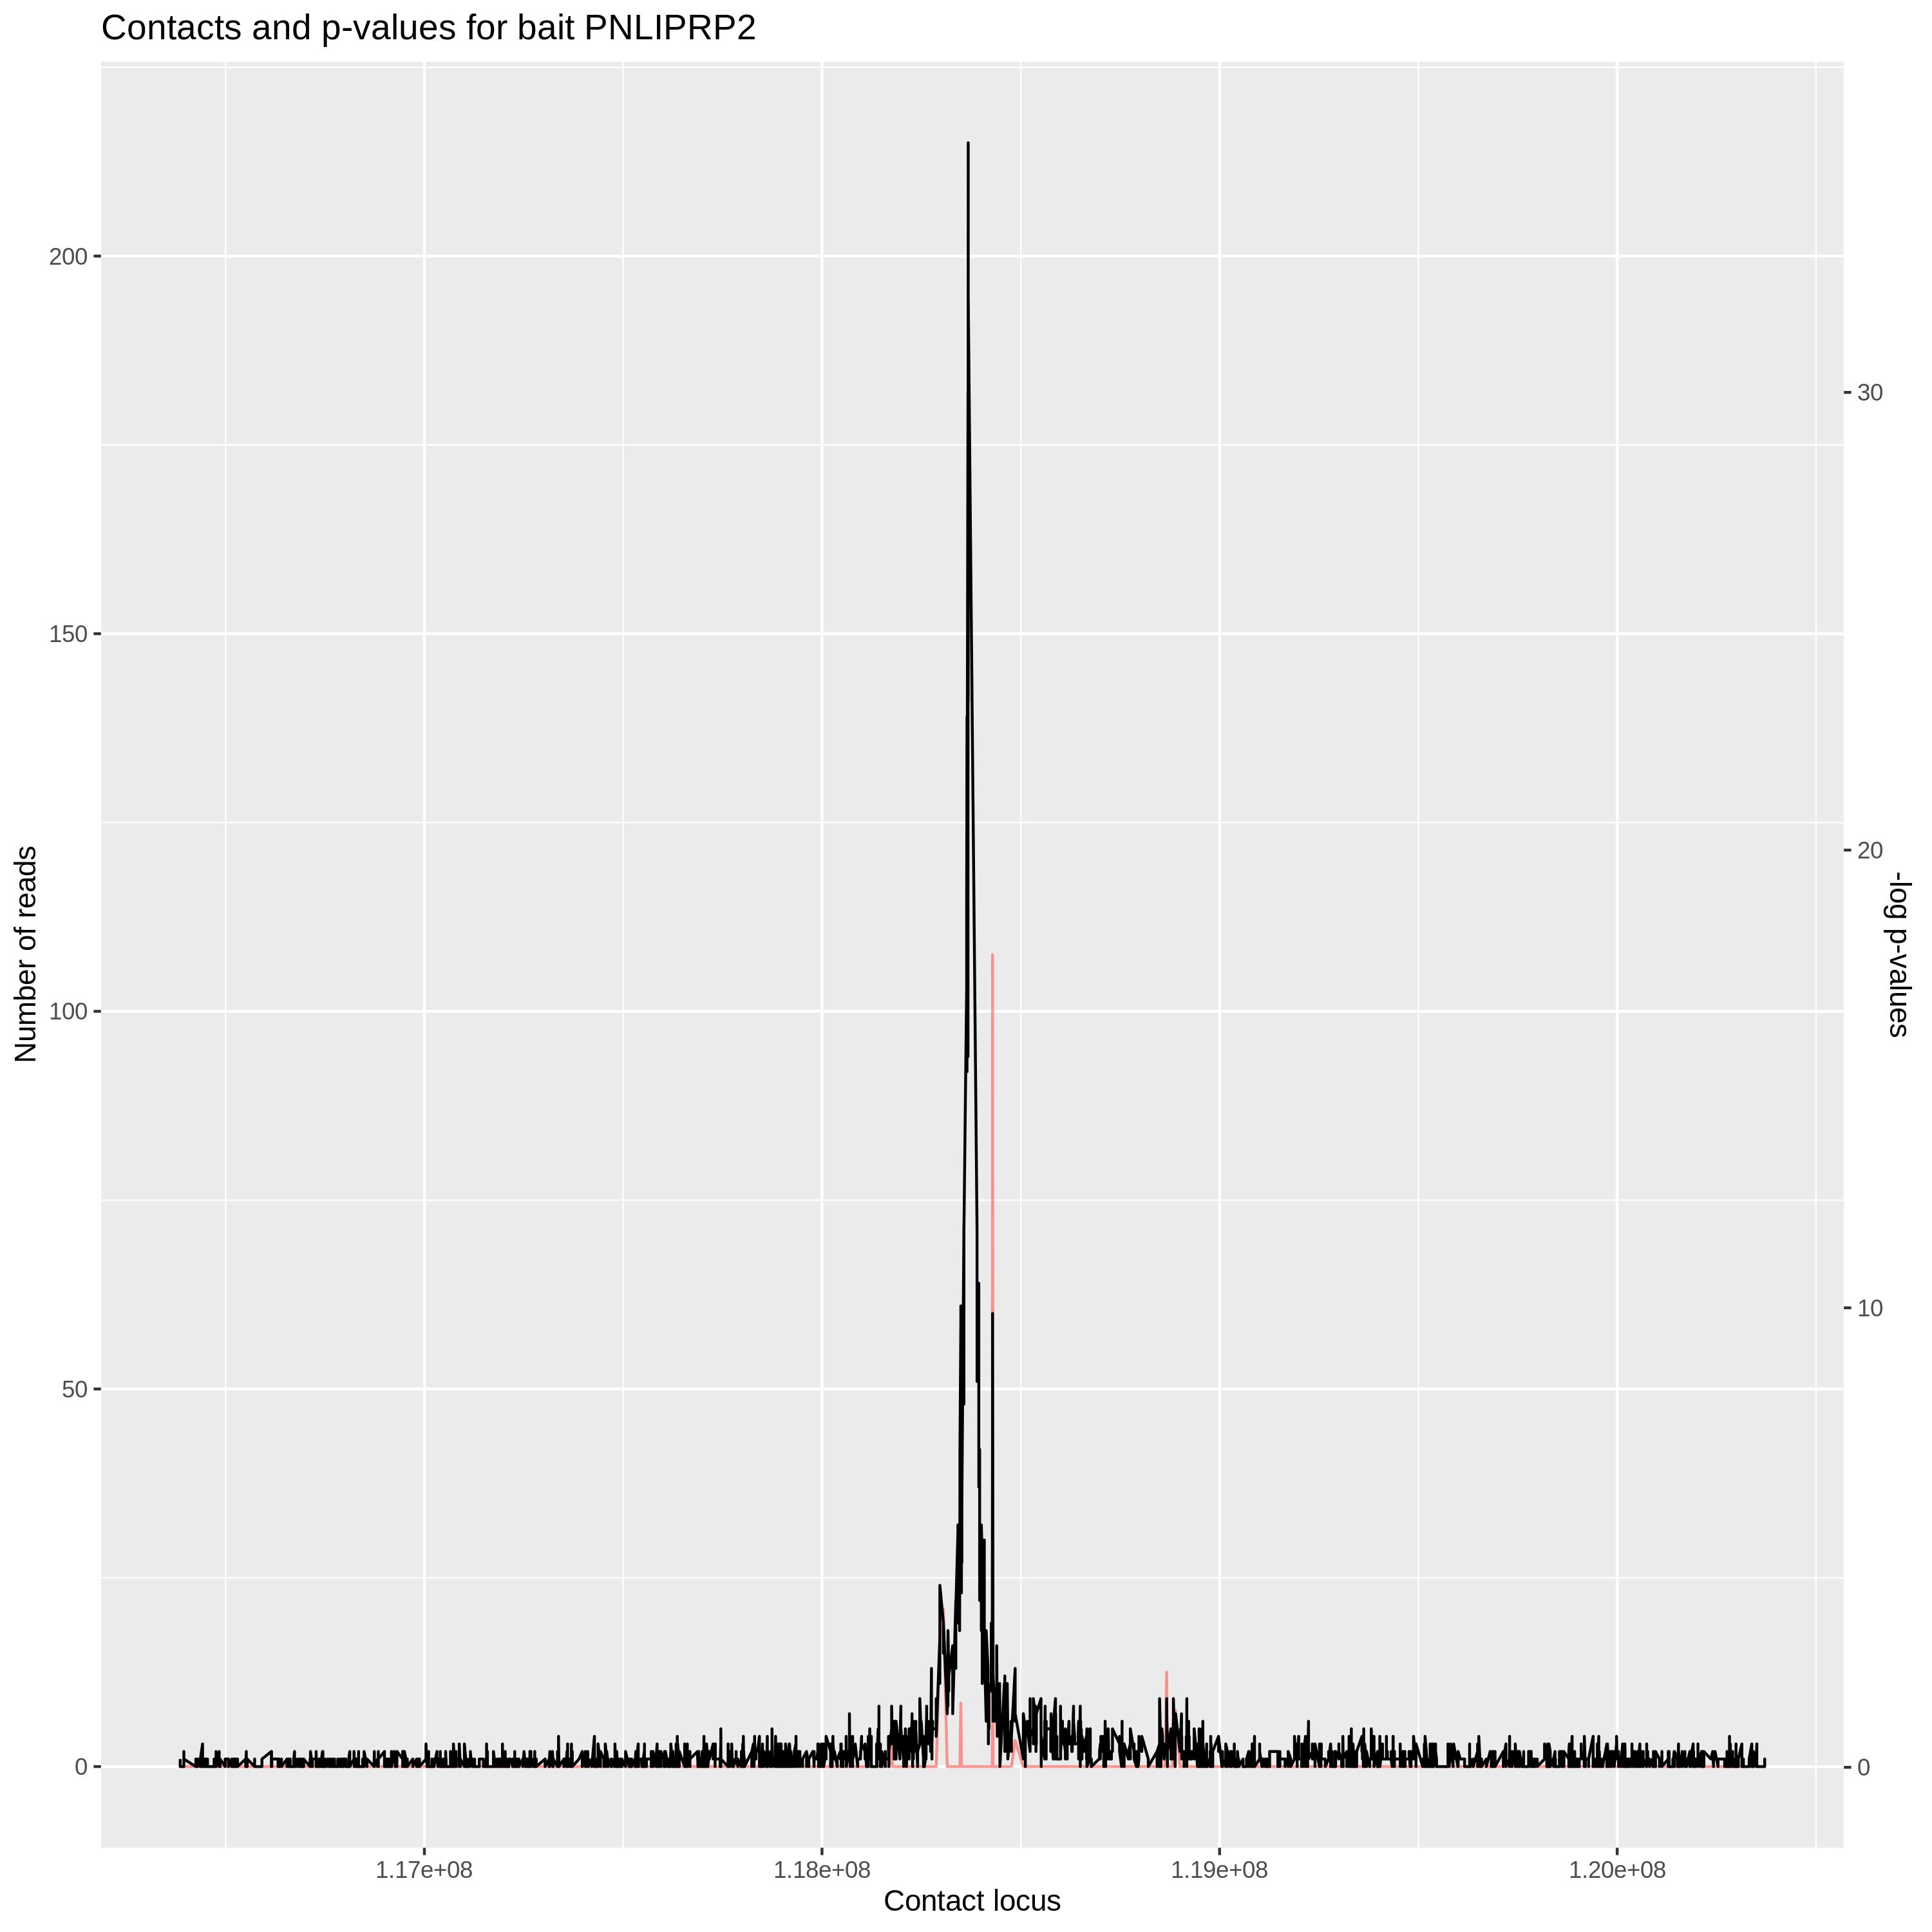 Contacts and p-values for bait PNLIPRP2
Number of reads
200
150
100
50
0
30
20
10
0
-log p-values
1.17e+08
1.18e+08
1.19e+08
1.20e+08
Contact locus